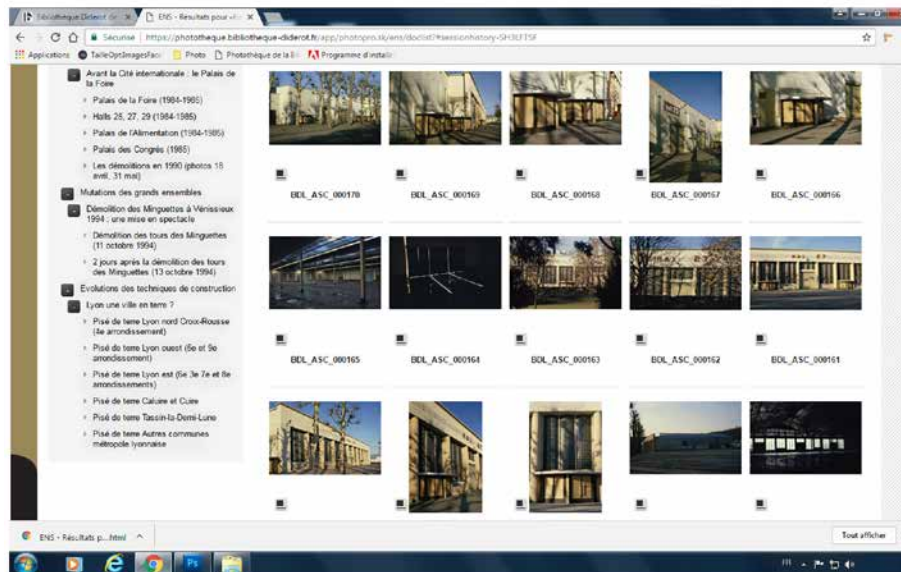 Bibliothèque Diderot de
ENS - Résultats pour «
Sécurisé https://phototheque.bibliotheque-diderot.fr/app/photopro.sk/ens/doclist?#sessionhistory-
Applications
TailleOptImagesFace
Photo
Photothèque de la Bi
Programme d'install
Avant la Cité internationale : le Palais de
la Foire
Palais de la Foire (1984-1985)
Halls 25, 27, 29 (1984-1985)
Palais de l'Alimentation (1984-1985)
Palais des Congrès (1985)
Les démolitions en 1990 (photos 18
avril, 31 mai)
Mutations des grands ensembles
Démolition des Minguettes à Vénissieux
1994 : une mise en spectacle
Démolition des tours des Minguettes
(11 octobre 1994)
2 jours après la démolition des tours
des Minguettes (13 octobre 1994)
Evolutions des techniques de construction
Lyon une ville en terre ?
Pisé de terre Lyon nord Croix-Rousse
(4e arrondissement)
Pisé de terre Lyon ouest (5e et 9e
arrondissement)
Pisé de terre Lyon est (6e 3e 7e et 8e
arrondissements)
Pisé de terre Caluire et Cuire
Pisé de terre Tassin-la-Demi-Lune
Pisé de terre Autres communes
métropole lyonnaise
BDL_ASC_000170
BDL_ASC_000169
BDL_ASC_000168
BDL_ASC_000167
BDL_ASC_000166
BDL_ASC_000165
BDL_ASC_000164
BDL_ASC_000163
BDL_ASC_000162
BDL_ASC_000161
ENS - Résultats p....html
Tout afficher
Ps